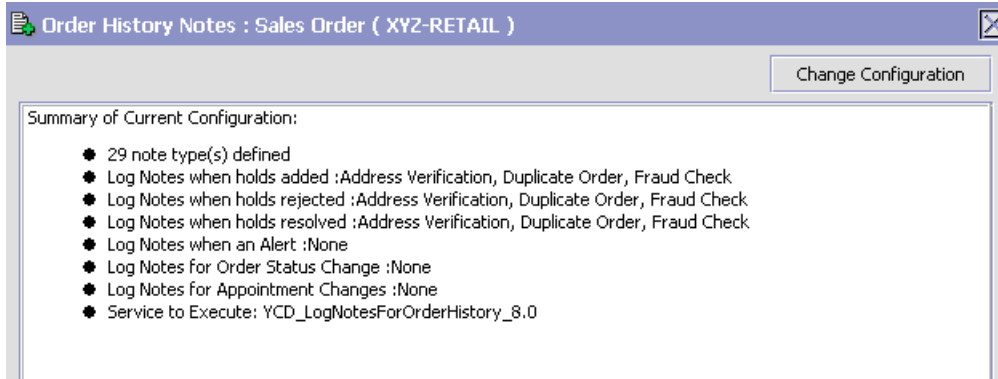 Order History Notes : Sales Order ( XYZ-RETAIL )
Change Configuration
Summary of Current Configuration:
29 note type(s) defined
Log Notes when holds added :Address Verification, Duplicate Order, Fraud Check
Log Notes when holds rejected :Address Verification, Duplicate Order, Fraud Check
Log Notes when holds resolved :Address Verification, Duplicate Order, Fraud Check
Log Notes when an Alert :None
Log Notes for Order Status Change :None
Log Notes for Appointment Changes :None
Service to Execute: YCD_LogNotesForOrderHistory_8.0